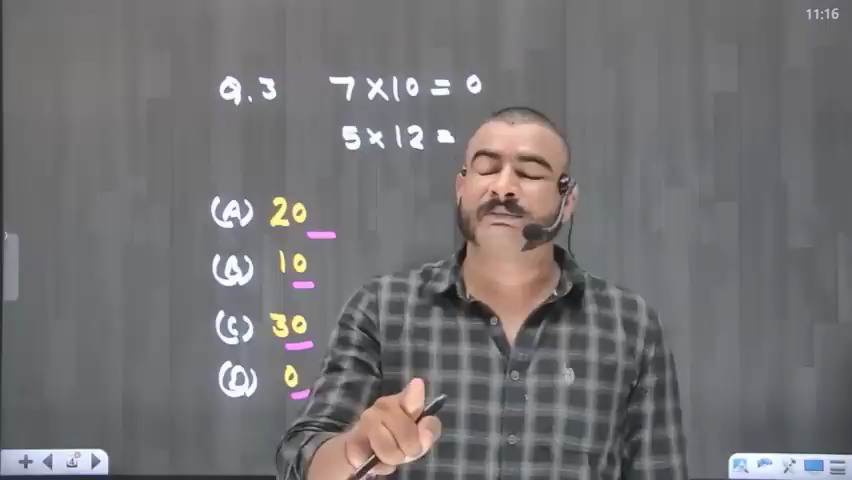 11:16
Q.3 7×10 = 0
5×12 =
(A) 20
(B) 10
(C) 30
(D) 0